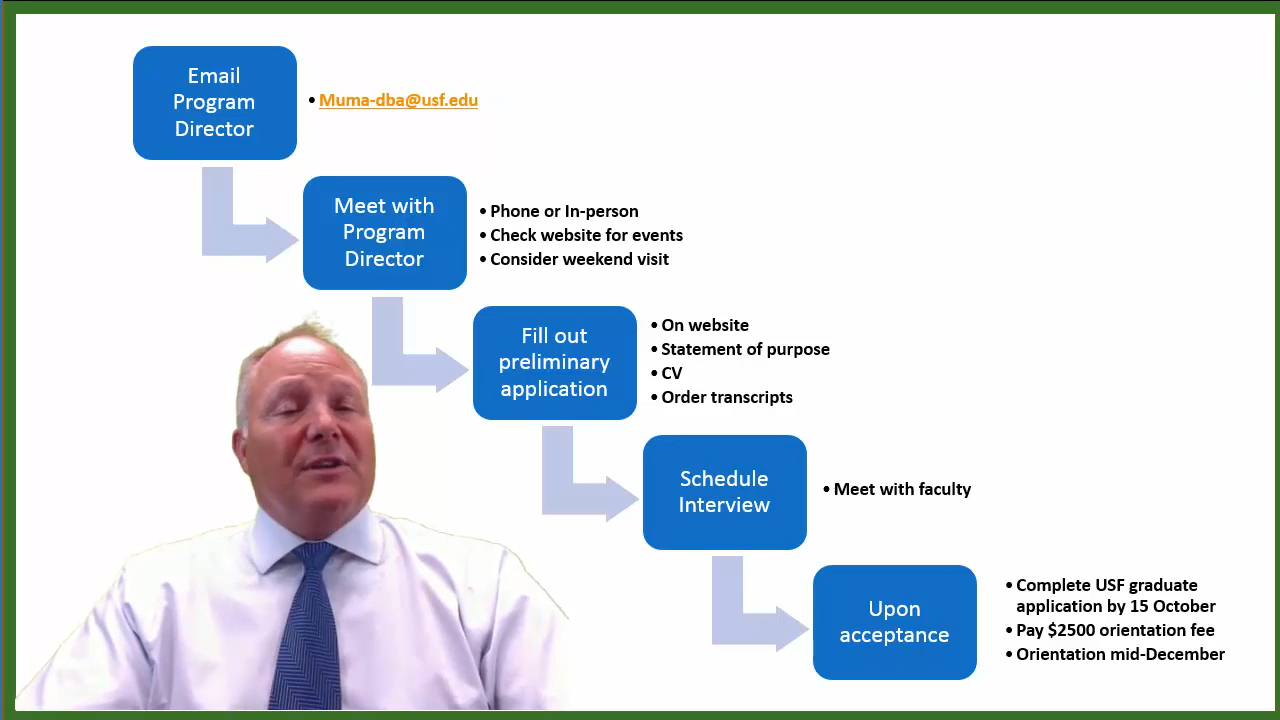 Email
Program
Director
• Muma-dba@usf.edu
Meet with
Program
Director
• Phone or In-person
• Check website for events
• Consider weekend visit
Fill out
preliminary
application
• On website
• Statement of purpose
• CV
• Order transcripts
Schedule
Interview
• Meet with faculty
Upon
acceptance
• Complete USF graduate
application by 15 October
• Pay $2500 orientation fee
• Orientation mid-December